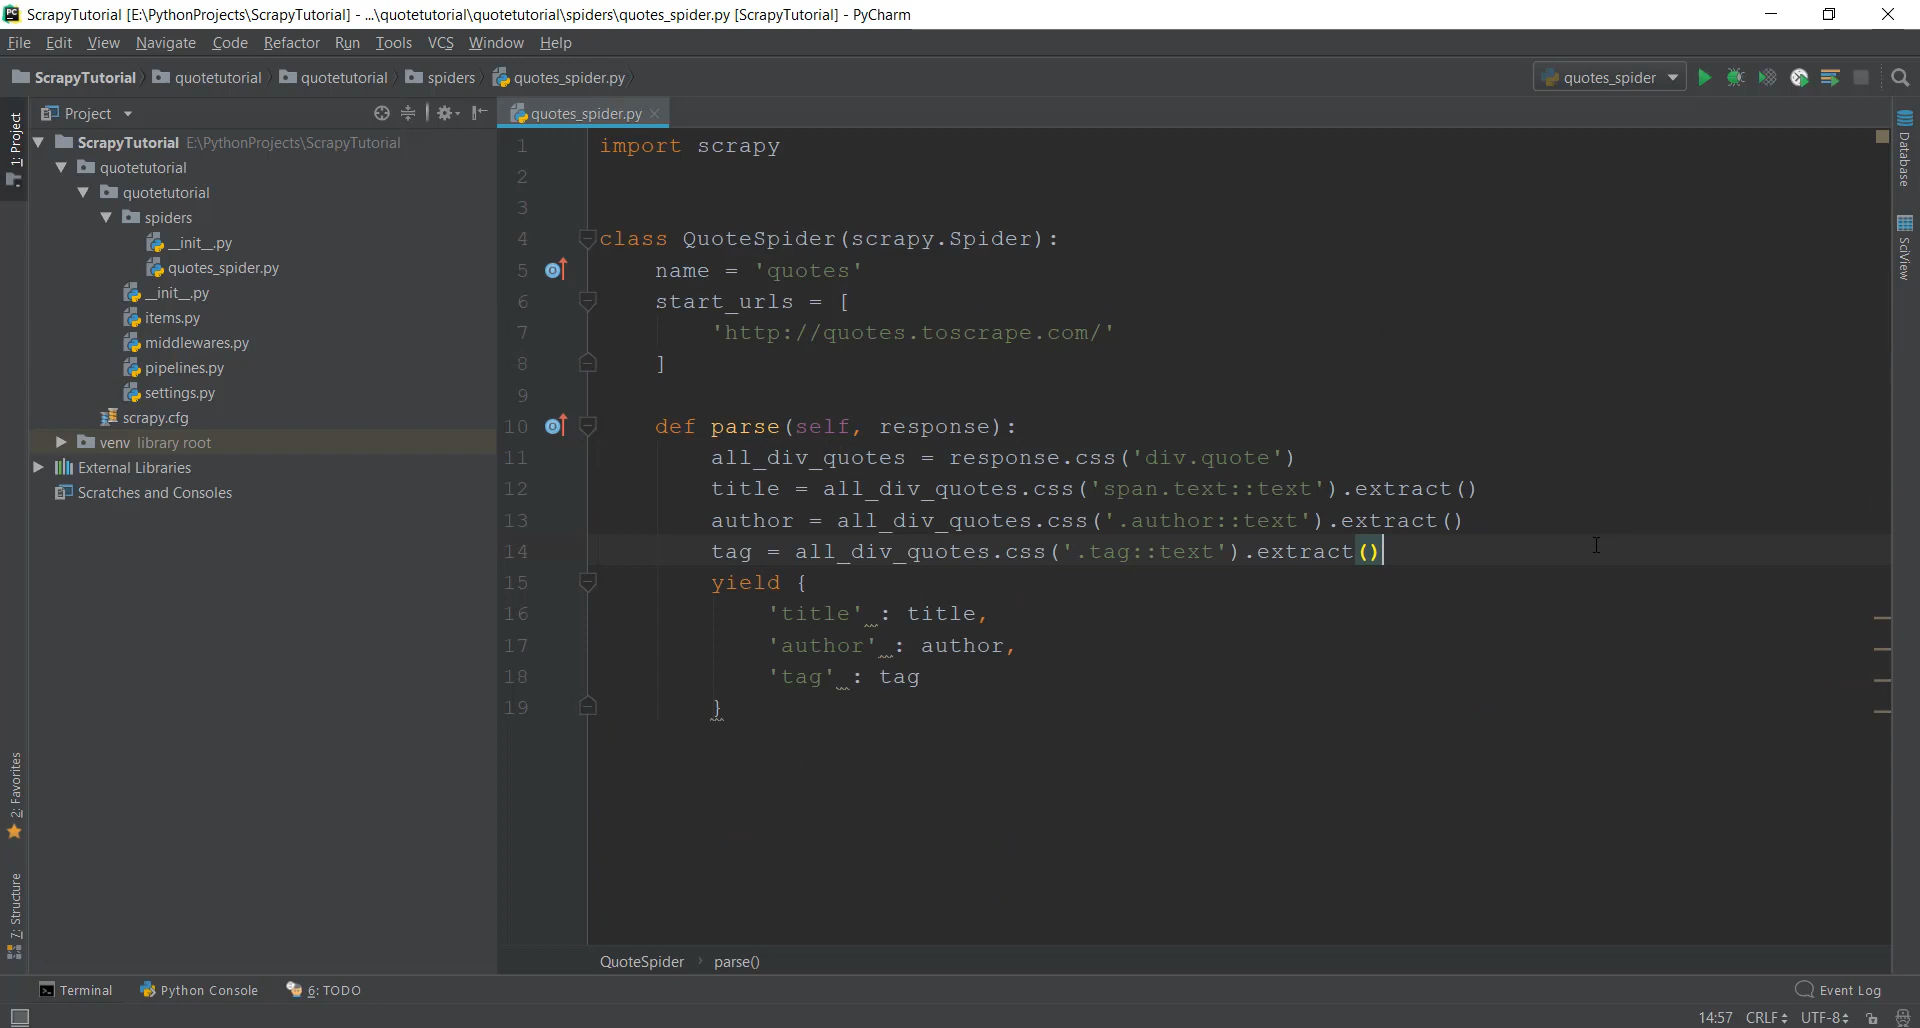 ScrapyTutorial [E:\PythonProjects\ScrapyTutorial] - ...\quotetutorial\quotetutorial\spiders\quotes_spider.py [ScrapyTutorial] - PyCharm
File Edit View Navigate Code Refactor Run Tools VCS Window Help
ScrapyTutorial quotetutorial quotetutorial spiders quotes_spider.py
quotes_spider
1: Project
2: Favorites
7: Structure
Project
ScrapyTutorial E:\PythonProjects\ScrapyTutorial
quotetutorial
quotetutorial
spiders
__init__.py
quotes_spider.py
__init__.py
items.py
middlewares.py
pipelines.py
settings.py
scrapy.cfg
venv library root
External Libraries
Scratches and Consoles
quotes_spider.py
1 import scrapy
2
3
4 class QuoteSpider(scrapy.Spider):
5 name = 'quotes'
6 start_urls = [
7 'http://quotes.toscrape.com/'
8 ]
9
10 def parse(self, response):
11 all_div_quotes = response.css('div.quote')
12 title = all_div_quotes.css('span.text::text').extract()
13 author = all_div_quotes.css('.author::text').extract()
14 tag = all_div_quotes.css('.tag::text').extract()
15 yield {
16 'title' : title,
17 'author' : author,
18 'tag' : tag
19 }
QuoteSpider parse()
Database
SciView
Terminal Python Console 6: TODO Event Log
14:57 CRLF UTF-8